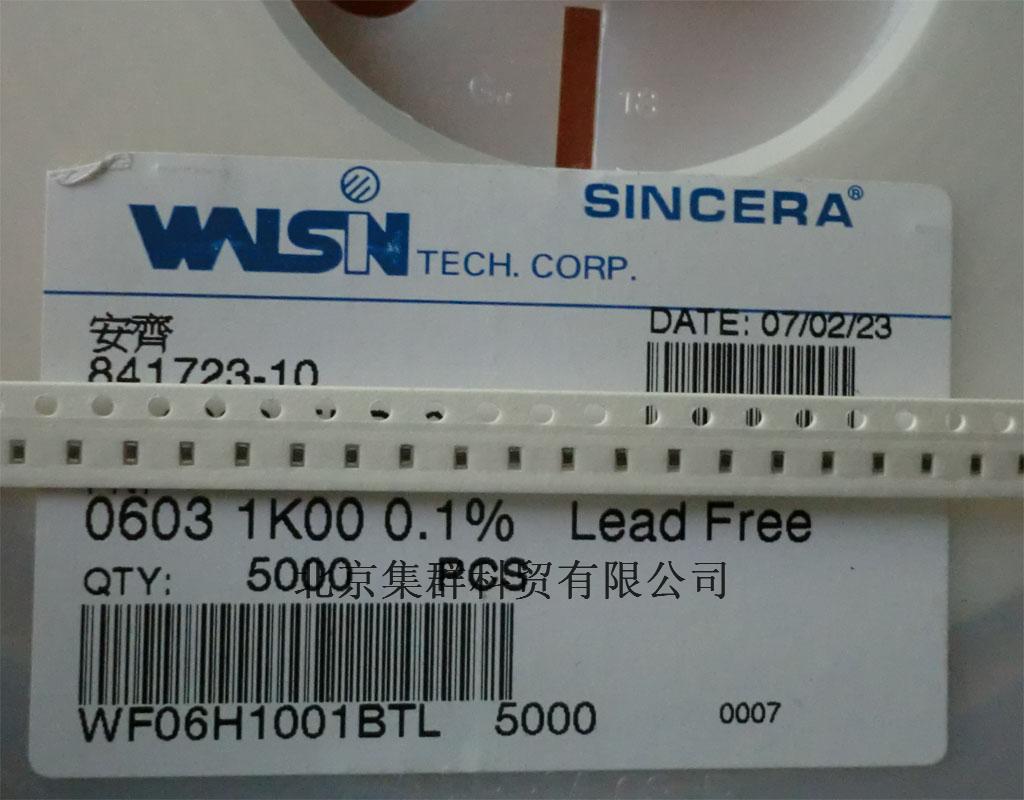 18
WALSIN TECH. CORP.
SINCERA®
安齊
DATE: 07/02/23
841723-10
0603 1K00 0.1% Lead Free
QTY: 5000 PCS
北京集群科贸有限公司
WF06H1001BTL 5000
0007